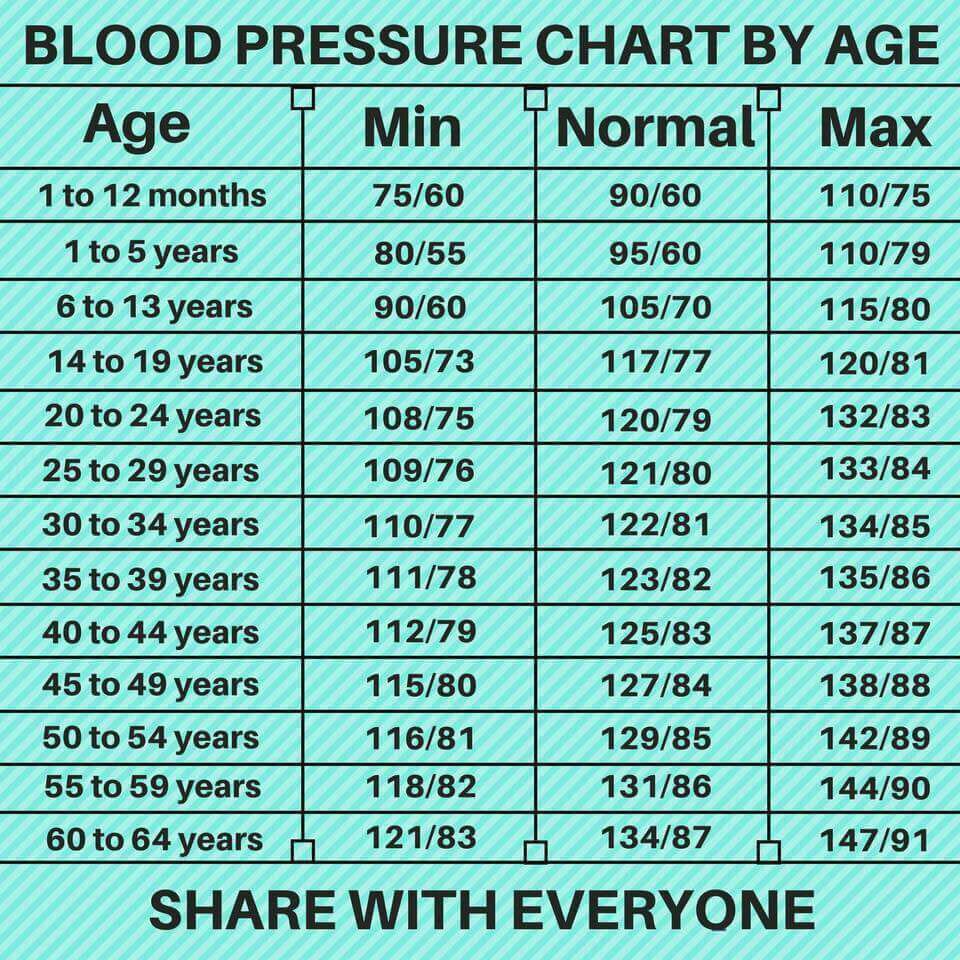 BLOOD PRESSURE CHART BY AGE
Age Min Normal Max
1 to 12 months 75/60 90/60 110/75
1 to 5 years 80/55 95/60 110/79
6 to 13 years 90/60 105/70 115/80
14 to 19 years 105/73 117/77 120/81
20 to 24 years 108/75 120/79 132/83
25 to 29 years 109/76 121/80 133/84
30 to 34 years 110/77 122/81 134/85
35 to 39 years 111/78 123/82 135/86
40 to 44 years 112/79 125/83 137/87
45 to 49 years 115/80 127/84 138/88
50 to 54 years 116/81 129/85 142/89
55 to 59 years 118/82 131/86 144/90
60 to 64 years 121/83 134/87 147/91
SHARE WITH EVERYONE